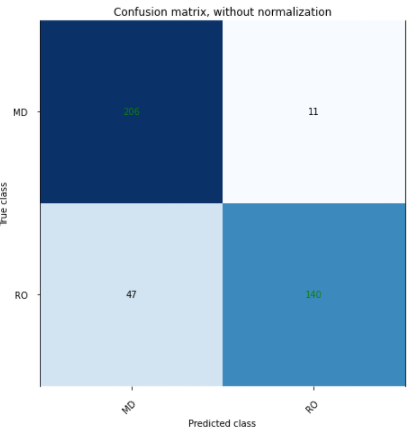 Confusion matrix, without normalization
MD
206
11
True class
RO
47
140
MD
RO
Predicted class